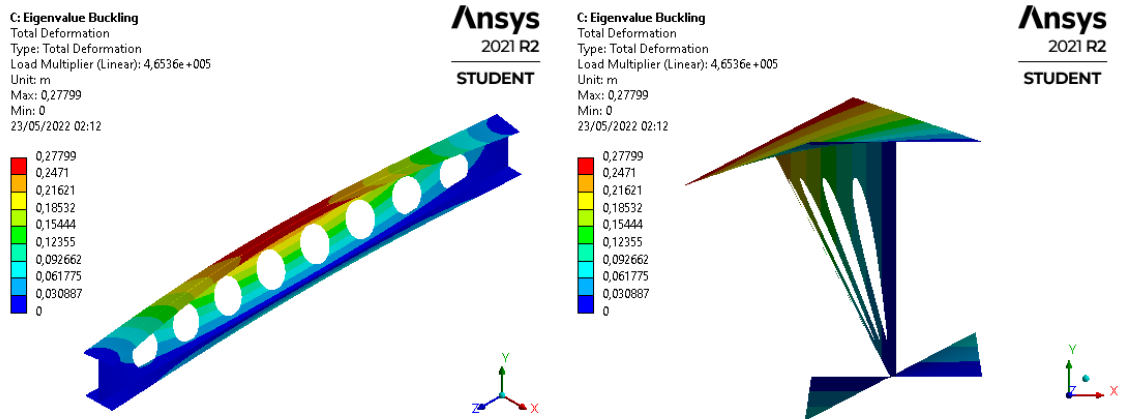 C: Eigenvalue Buckling
Total Deformation
Type: Total Deformation
Load Multiplier (Linear): 4,6536e+005
Unit: m
Max: 0,27799
Min: 0
23/05/2022 02:12
Ansys
2021 R2
STUDENT
0,27799
0,2471
0,21621
0,18532
0,15444
0,12355
0,092662
0,061775
0,030887
0
Y
Z
X
C: Eigenvalue Buckling
Total Deformation
Type: Total Deformation
Load Multiplier (Linear): 4,6536e+005
Unit: m
Max: 0,27799
Min: 0
23/05/2022 02:12
Ansys
2021 R2
STUDENT
0,27799
0,2471
0,21621
0,18532
0,15444
0,12355
0,092662
0,061775
0,030887
0
Y
Z
X